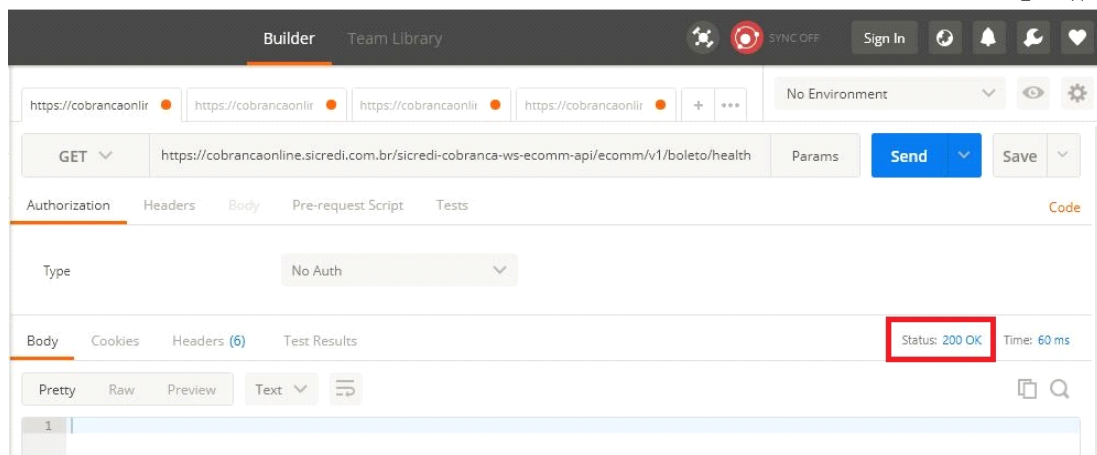 Builder Team Library SYNC OFF Sign In
https://cobrancaonlir https://cobrancaonlir https://cobrancaonlir https://cobrancaonlir + ••• No Environment
GET https://cobrancaonline.sicredi.com.br/sicredi-cobranca-ws-ecomm-api/ecomm/v1/boleto/health Params Send Save
Authorization Headers Body Pre-request Script Tests Code
Type No Auth
Body Cookies Headers (6) Test Results Status: 200 OK Time: 60 ms
Pretty Raw Preview Text
1